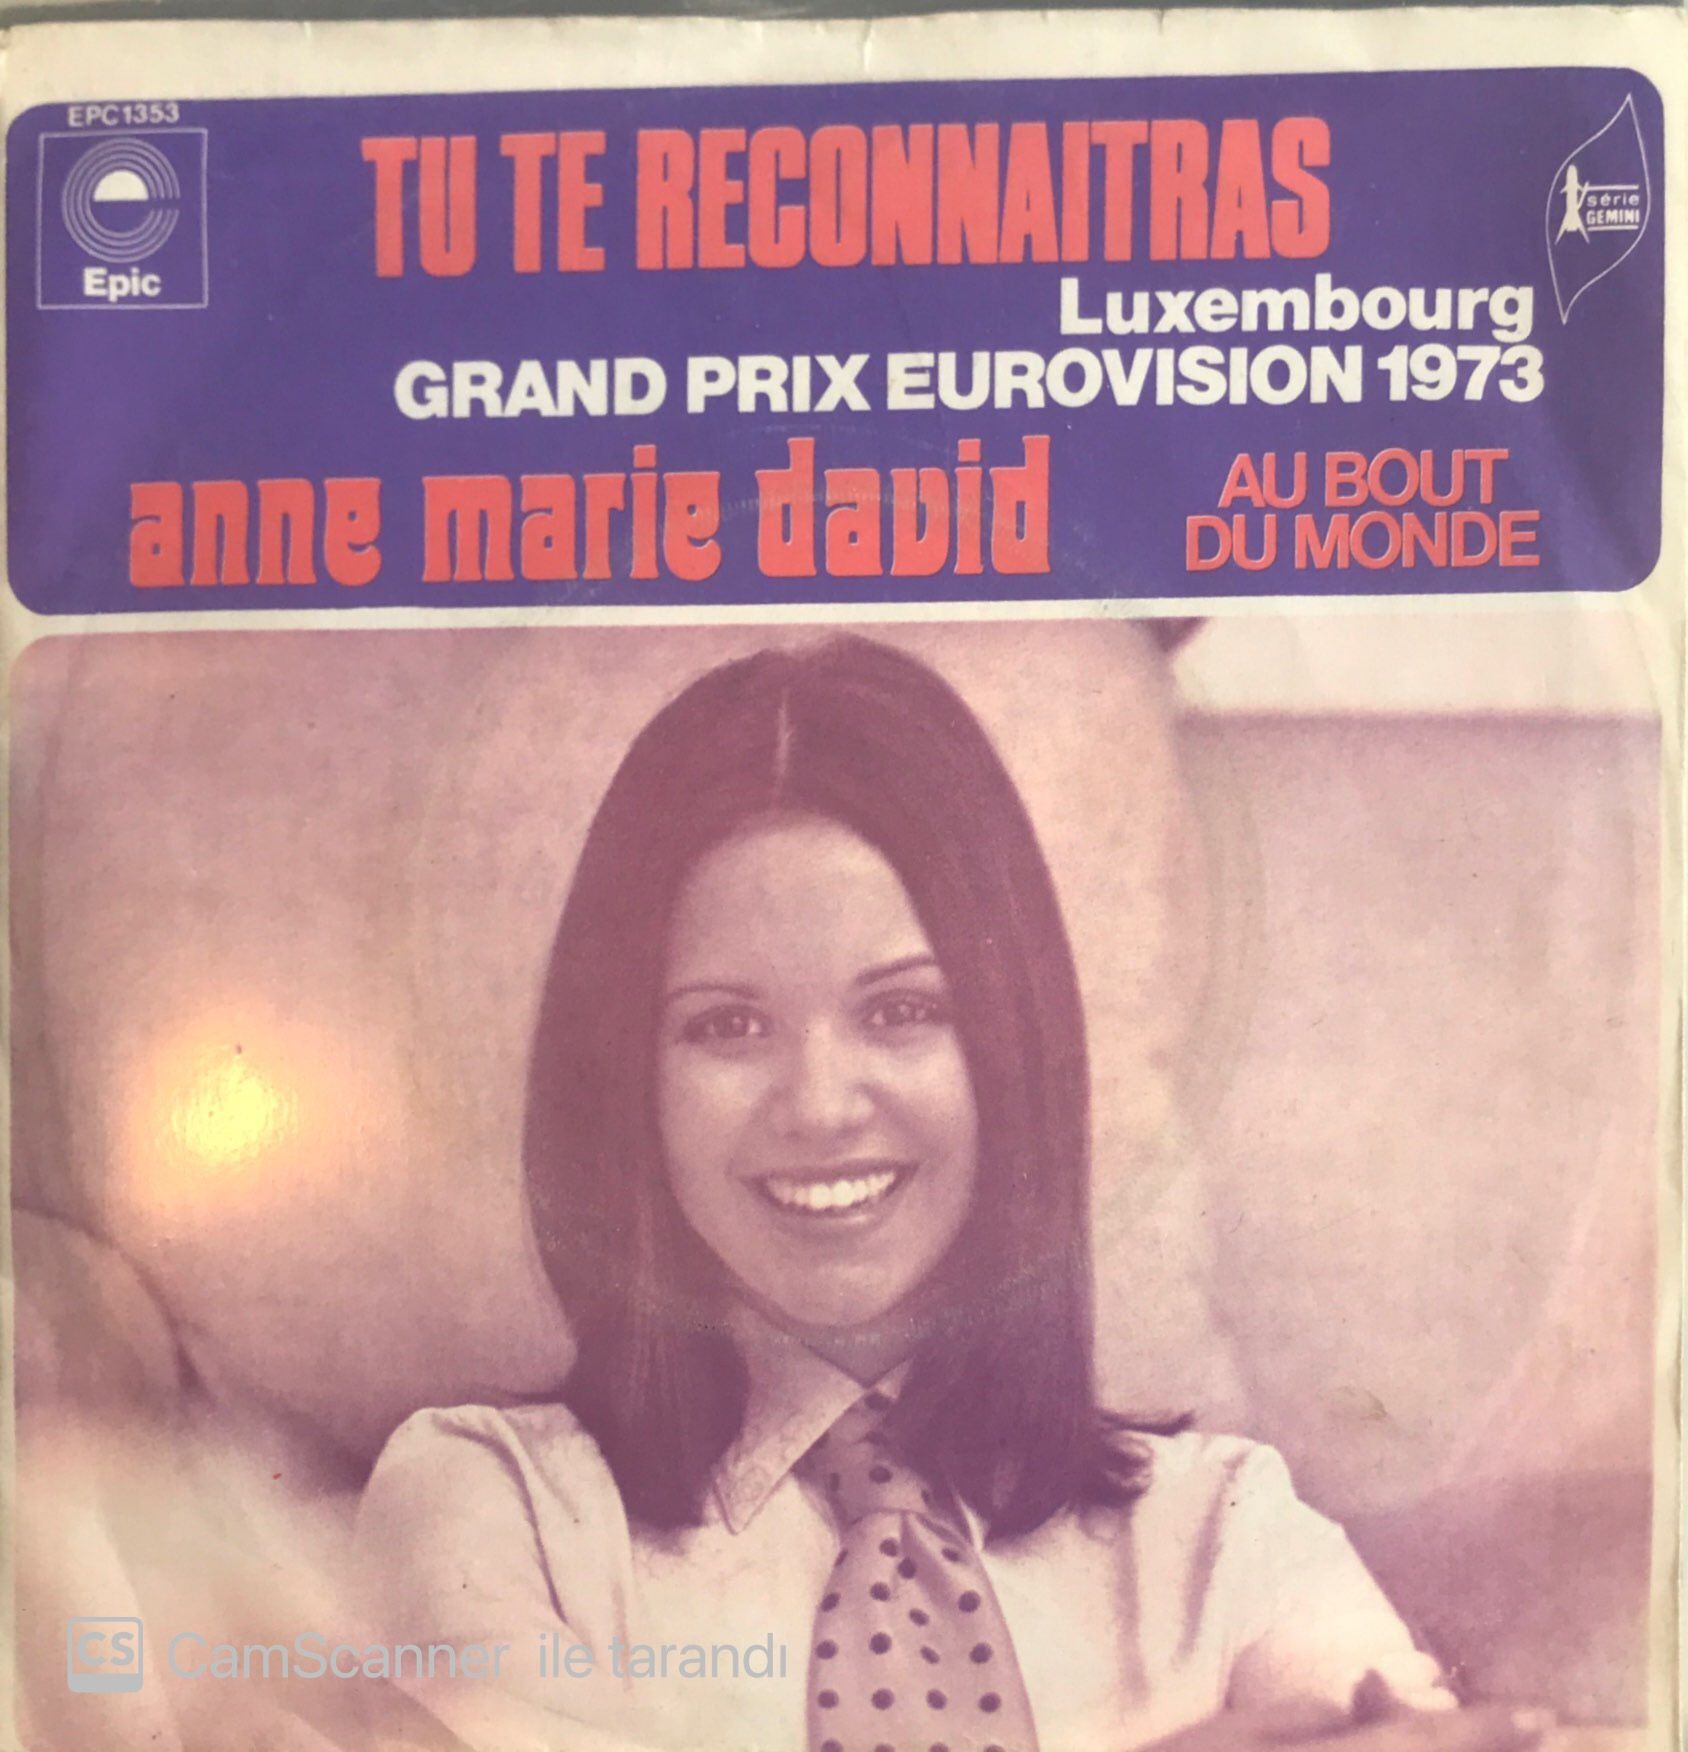 EPC1353
Epic
TU TE RECONNAITRAS
série
GEMINI
Luxembourg
GRAND PRIX EUROVISION 1973
anne marie david
AU BOUT
DU MONDE
CS CamScanner ile tarandı